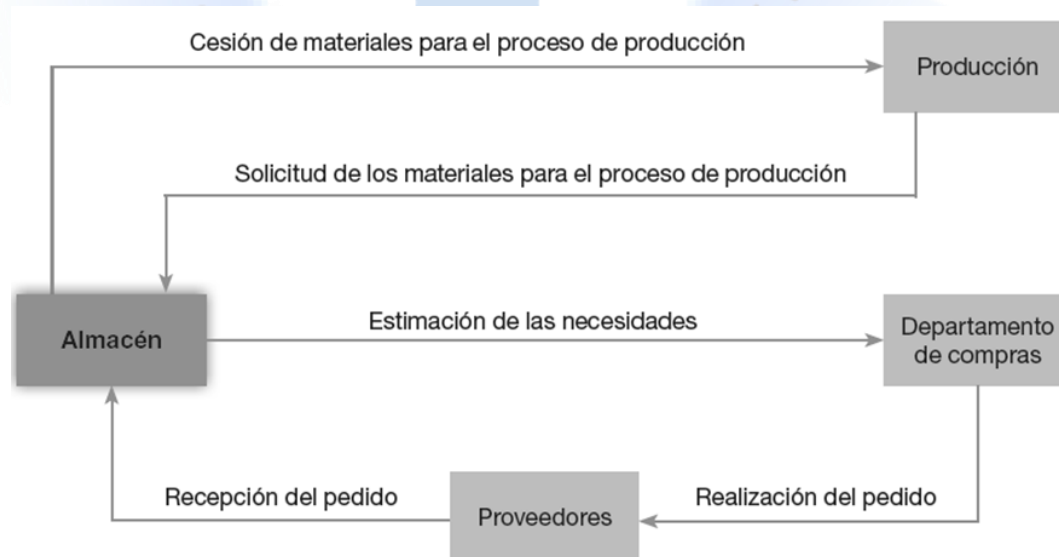 Cesión de materiales para el proceso de producción
Producción
Solicitud de los materiales para el proceso de producción
Almacén
Estimación de las necesidades
Departamento
de compras
Recepción del pedido
Proveedores
Realización del pedido